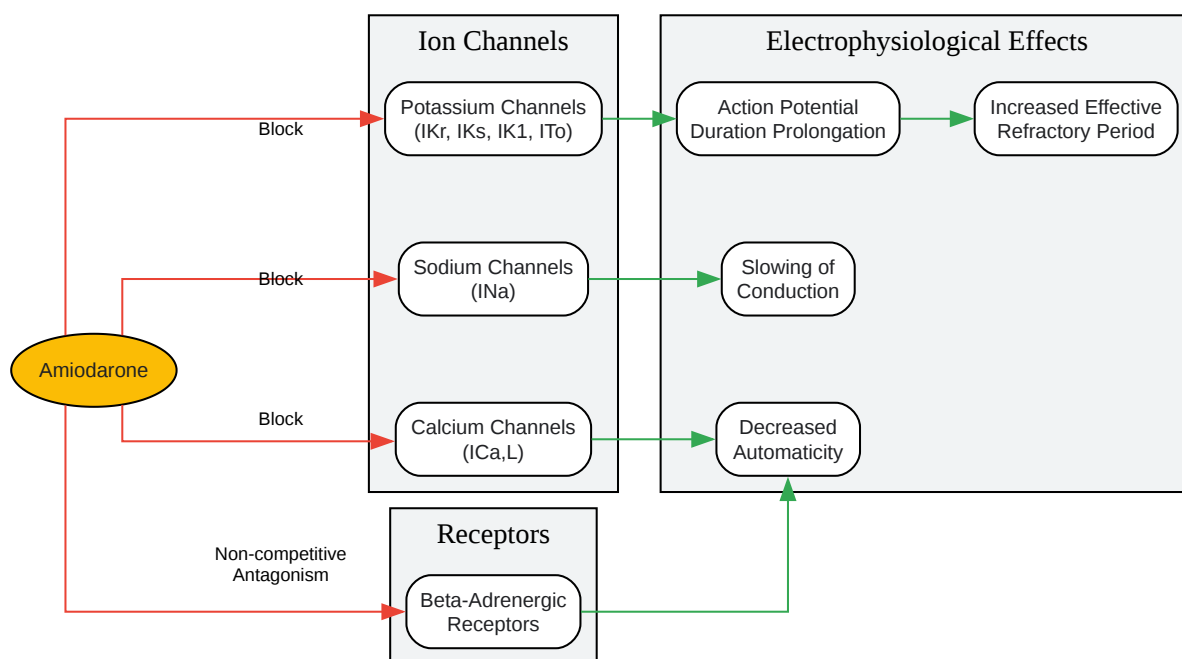 Ion Channels
Electrophysiological Effects
Block
Potassium Channels
(IKr, IKs, IK1, ITo)
Action Potential
Duration Prolongation
Increased Effective
Refractory Period
Block
Sodium Channels
(INa)
Slowing of
Conduction
Amiodarone
Block
Calcium Channels
(ICa,L)
Decreased
Automaticity
Receptors
Non-competitive
Antagonism
Beta-Adrenergic
Receptors